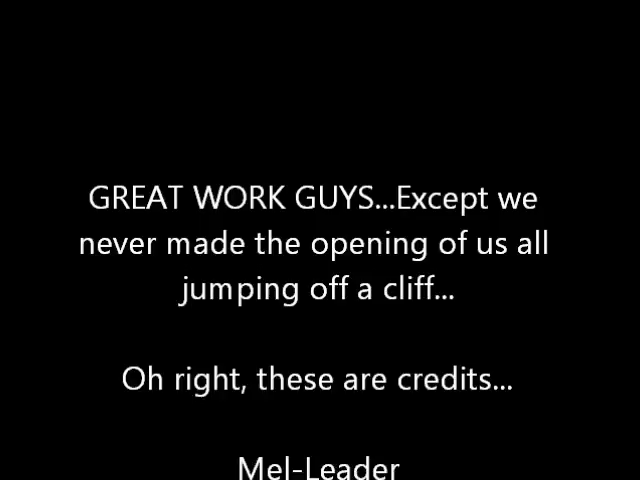 GREAT WORK GUYS...Except we
never made the opening of us all
jumping off a cliff...
Oh right, these are credits...
Mel-Leader